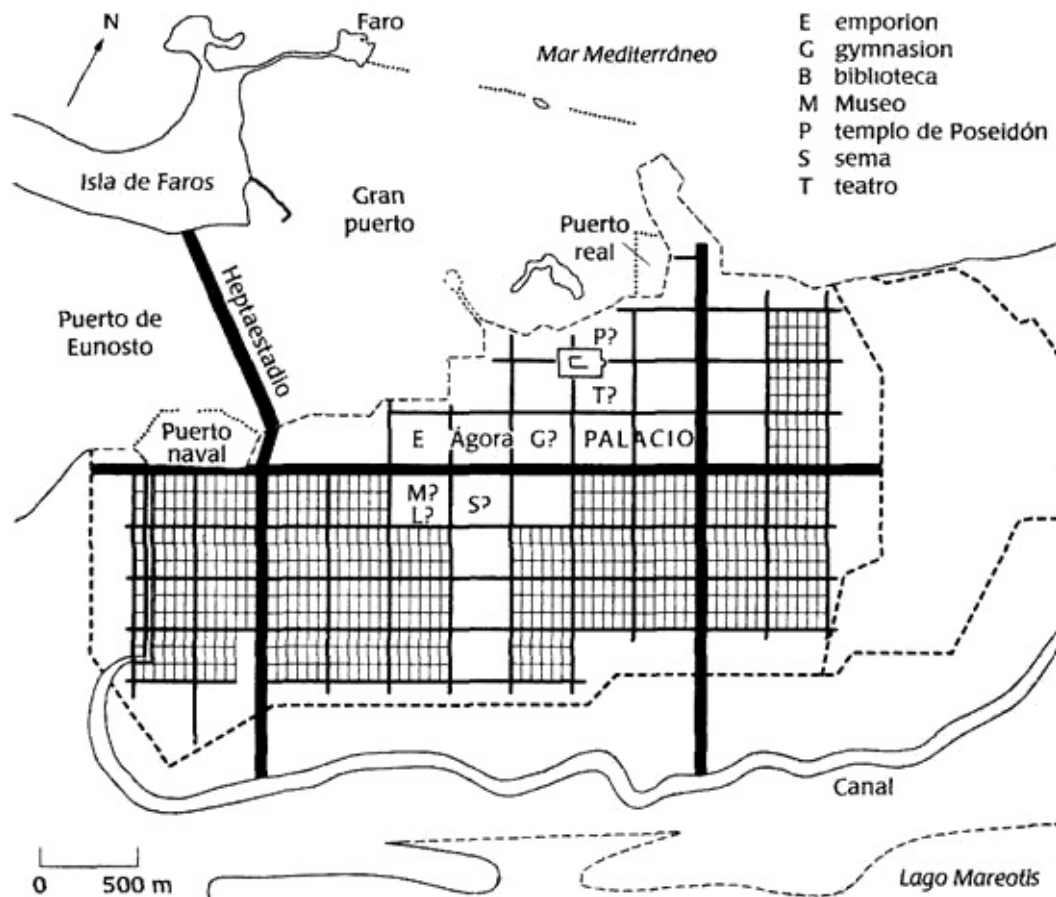 N
Faro
Mar Mediterráneo
E emporion
G gymnasion
B biblioteca
M Museo
P templo de Poseidón
S sema
T teatro
Isla de Faros
Gran
puerto
Puerto
real
Heptaestadio
Puerto de
Eunosto
P?
T?
Puerto
naval
E
Ágora
G?
PALACIO
M?
L?
S?
Canal
0 500 m
Lago Mareotis